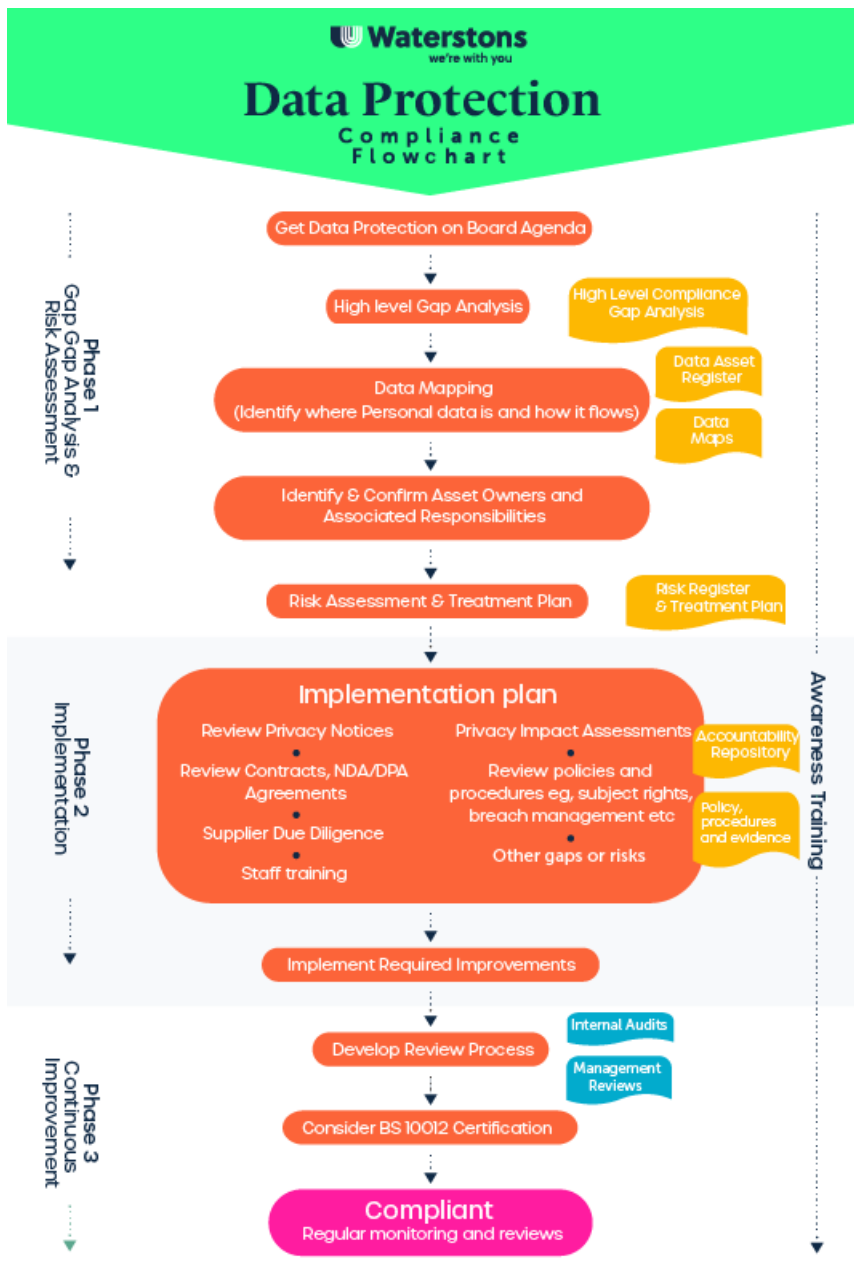 Waterstons
we're with you
Data Protection
Compliance
Flowchart
Get Data Protection on Board Agenda
High level Gap Analysis
High Level Compliance
Gap Analysis
Data Mapping
(Identify where Personal data is and how it flows)
Data Asset
Register
Data
Maps
Identify & Confirm Asset Owners and
Associated Responsibilities
Risk Assessment & Treatment Plan
Risk Register
& Treatment Plan
Phase 1
Gap Gap Analysis &
Risk Assessment
Implementation plan
Review Privacy Notices
•
Review Contracts, NDA/DPA
Agreements
•
Supplier Due Diligence
•
Staff training
Privacy Impact Assessments
•
Review policies and
procedures eg, subject rights,
breach management etc
•
Other gaps or risks
Accountability
Repository
Policy,
procedures
and evidence
Implement Required Improvements
Phase 2
Implementation
Develop Review Process
Internal Audits
Management
Reviews
Consider BS 10012 Certification
Compliant
Regular monitoring and reviews
Phase 3
Continuous
Improvement
Awareness Training